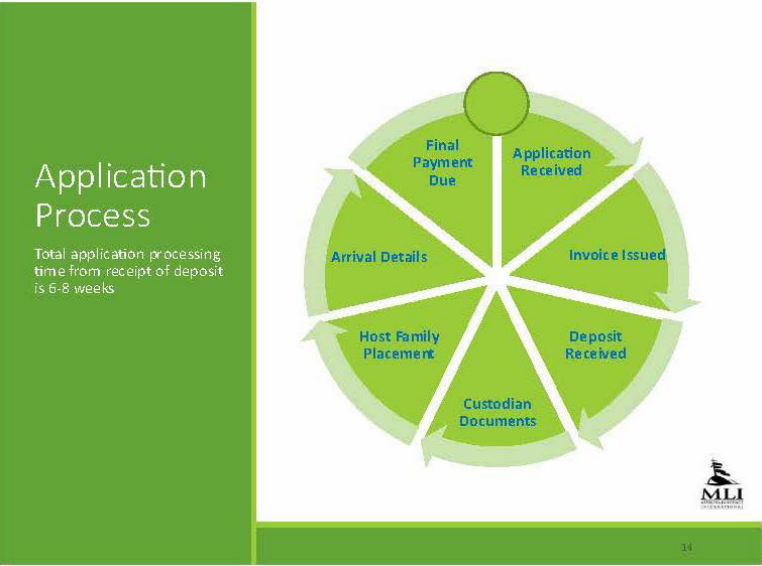 Application
Process
Total application processing
time from receipt of deposit
is 6-8 weeks
Final
Payment
Due
Application
Received
Arrival Details
Invoice Issued
Host Family
Placement
Deposit
Received
Custodian
Documents
MLI
14